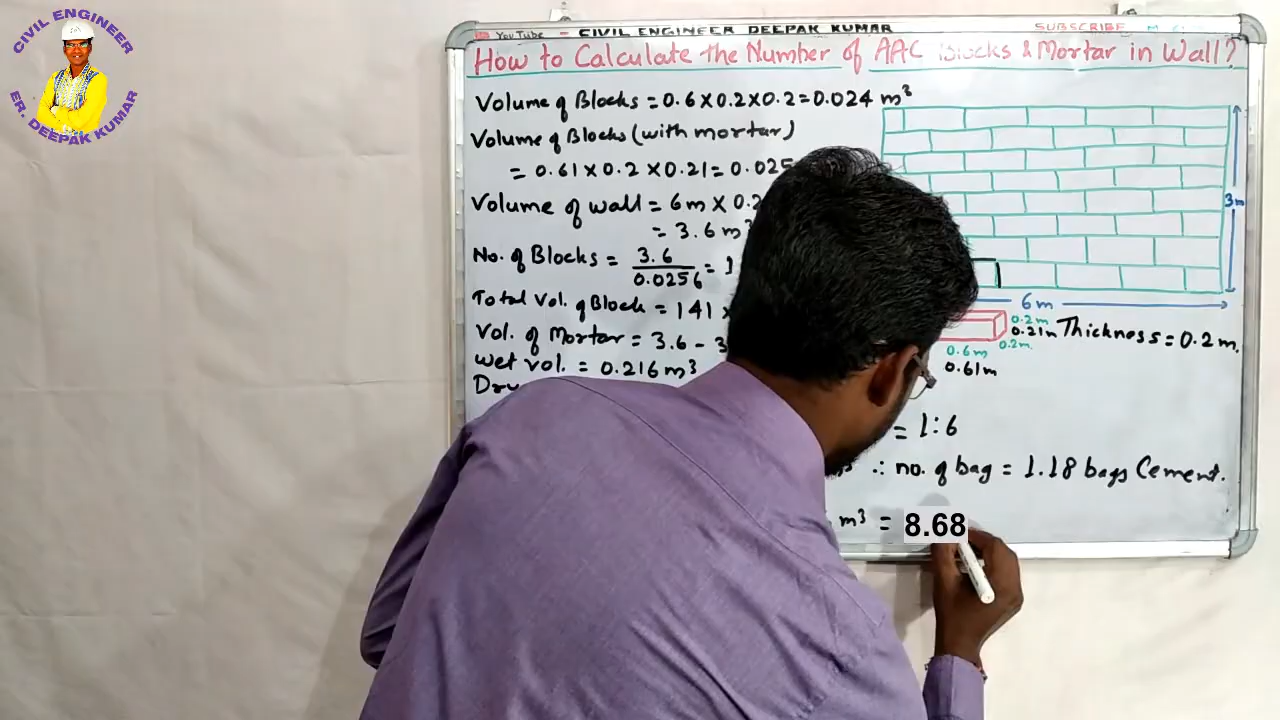 CIVIL ENGINEER
ER. DEEPAK KUMAR
YouTube - CIVIL ENGINEER DEEPAK KUMAR SUBSCRIBE
How to Calculate the Number of AAC Blocks & Mortar in Wall?
Volume of Blocks = 0.6 X 0.2 X 0.2 = 0.024 m³
Volume of Blocks (with mortar)
= 0.61 X 0.2 X 0.21 = 0.025
Volume of wall = 6m X 0.2
= 3.6 m³
No. of Blocks = 3.6 / 0.0256 = 1
Total Vol. of Block = 141 X
Vol. of Mortar = 3.6 - 3
Wet vol. = 0.216 m³
3m
6 m
0.2m
0.21m
0.2m.
Thickness = 0.2 m.
0.6 m
0.61m
= 1:6
∴ no. of bag = 1.18 bags Cement.
m³ = 8.68